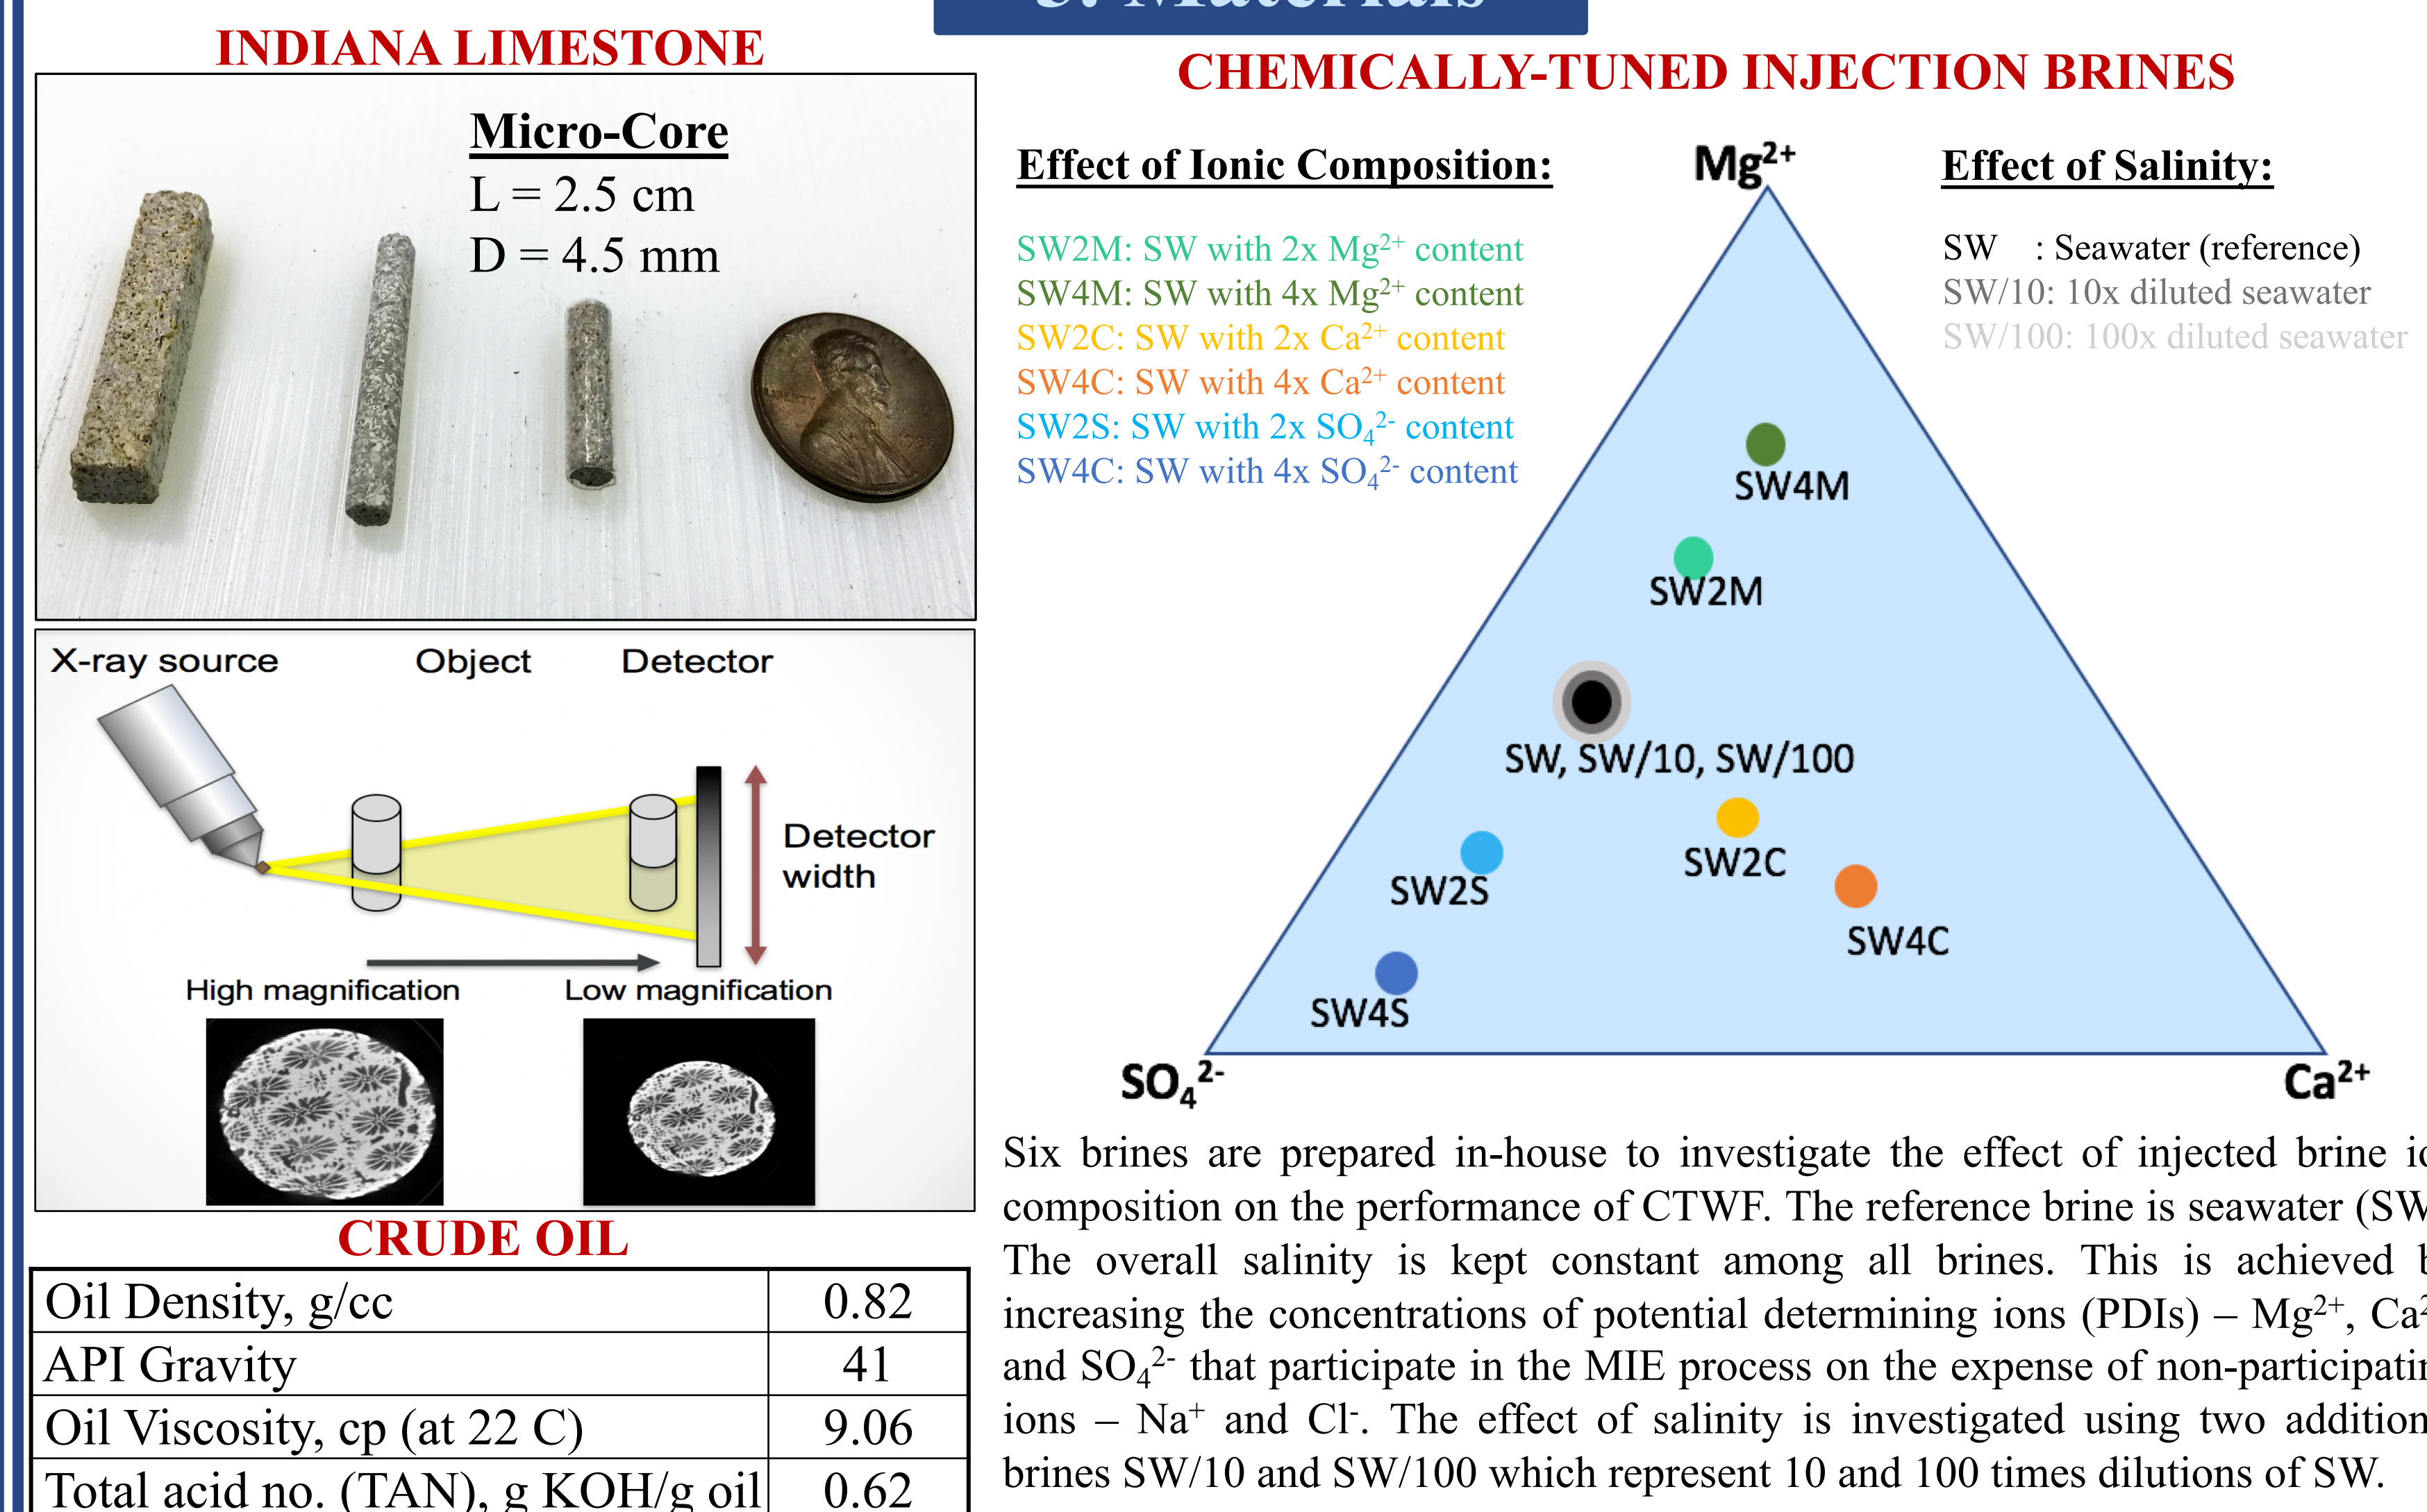 3. Materials
INDIANA LIMESTONE
Micro-Core
L = 2.5 cm
D = 4.5 mm
X-ray source Object Detector
Detector
width
High magnification Low magnification
CRUDE OIL
Oil Density, g/cc 0.82
API Gravity 41
Oil Viscosity, cp (at 22 C) 9.06
Total acid no. (TAN), g KOH/g oil 0.62
CHEMICALLY-TUNED INJECTION BRINES
Effect of Ionic Composition:
SW2M: SW with 2x Mg²⁺ content
SW4M: SW with 4x Mg²⁺ content
SW2C: SW with 2x Ca²⁺ content
SW4C: SW with 4x Ca²⁺ content
SW2S: SW with 2x SO₄²⁻ content
SW4C: SW with 4x SO₄²⁻ content
Effect of Salinity:
SW : Seawater (reference)
SW/10: 10x diluted seawater
SW/100: 100x diluted seawater
Mg²⁺
SW4M
SW2M
SW, SW/10, SW/100
SW2C
SW2S
SW4C
SW4S
SO₄²⁻
Ca²⁺
Six brines are prepared in-house to investigate the effect of injected brine
composition on the performance of CTWF. The reference brine is seawater (SW
The overall salinity is kept constant among all brines. This is achieved
increasing the concentrations of potential determining ions (PDIs) – Mg²⁺, Ca²
and SO₄²⁻ that participate in the MIE process on the expense of
ions – Na⁺ and Cl⁻. The effect of salinity is investigated using two
brines SW/10 and SW/100 which represent 10 and 100 times dilutions of SW.